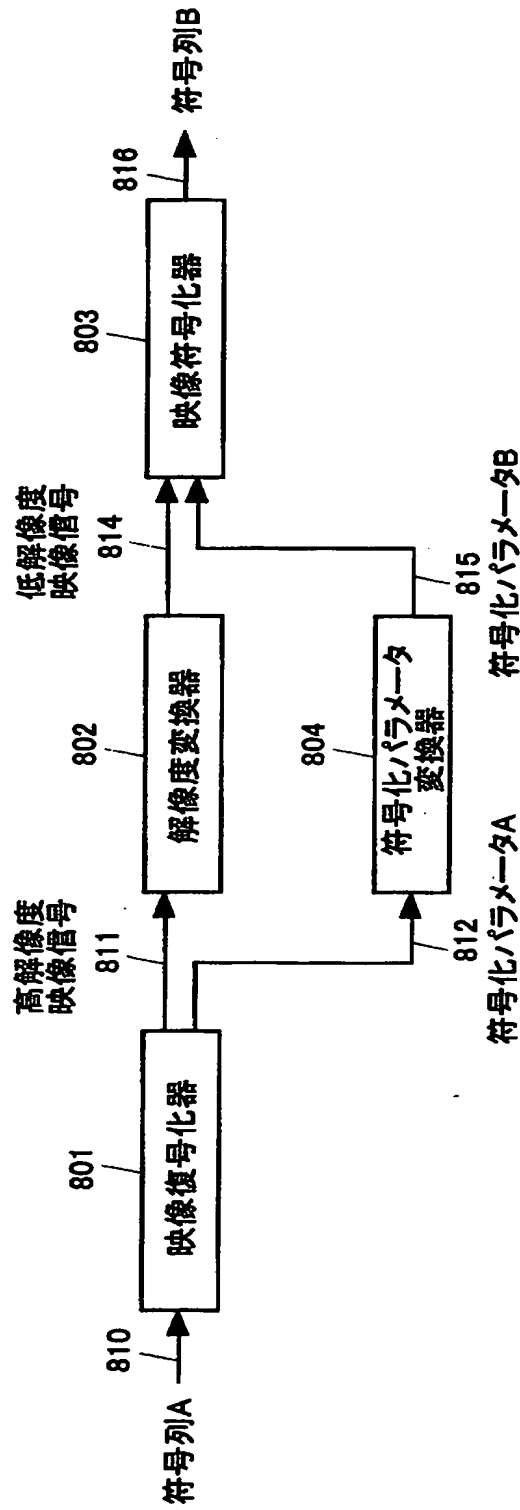 符号列A
810
801
映像復号化器
高解像度
映像信号
811
802
解像度変換器
低解像度
映像信号
814
803
映像符号化器
816
符号列B
812
符号化パラメータA
804
符号化パラメータ
変換器
815
符号化パラメータB